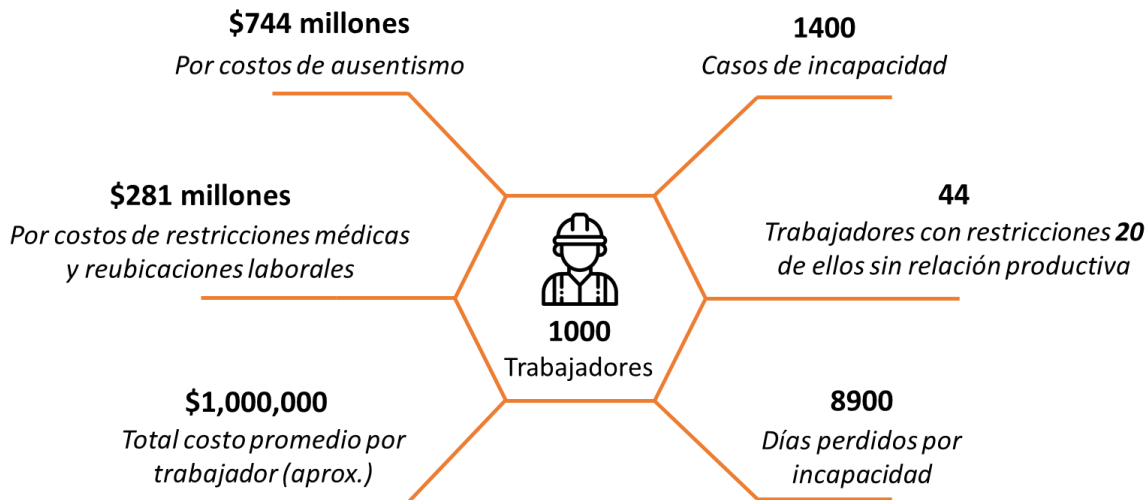 $744 millones
Por costos de ausentismo
1400
Casos de incapacidad
$281 millones
Por costos de restricciones médicas
y reubicaciones laborales
44
Trabajadores con restricciones 20
de ellos sin relación productiva
1000
Trabajadores
$1,000,000
Total costo promedio por
trabajador (aprox.)
8900
Días perdidos por
incapacidad